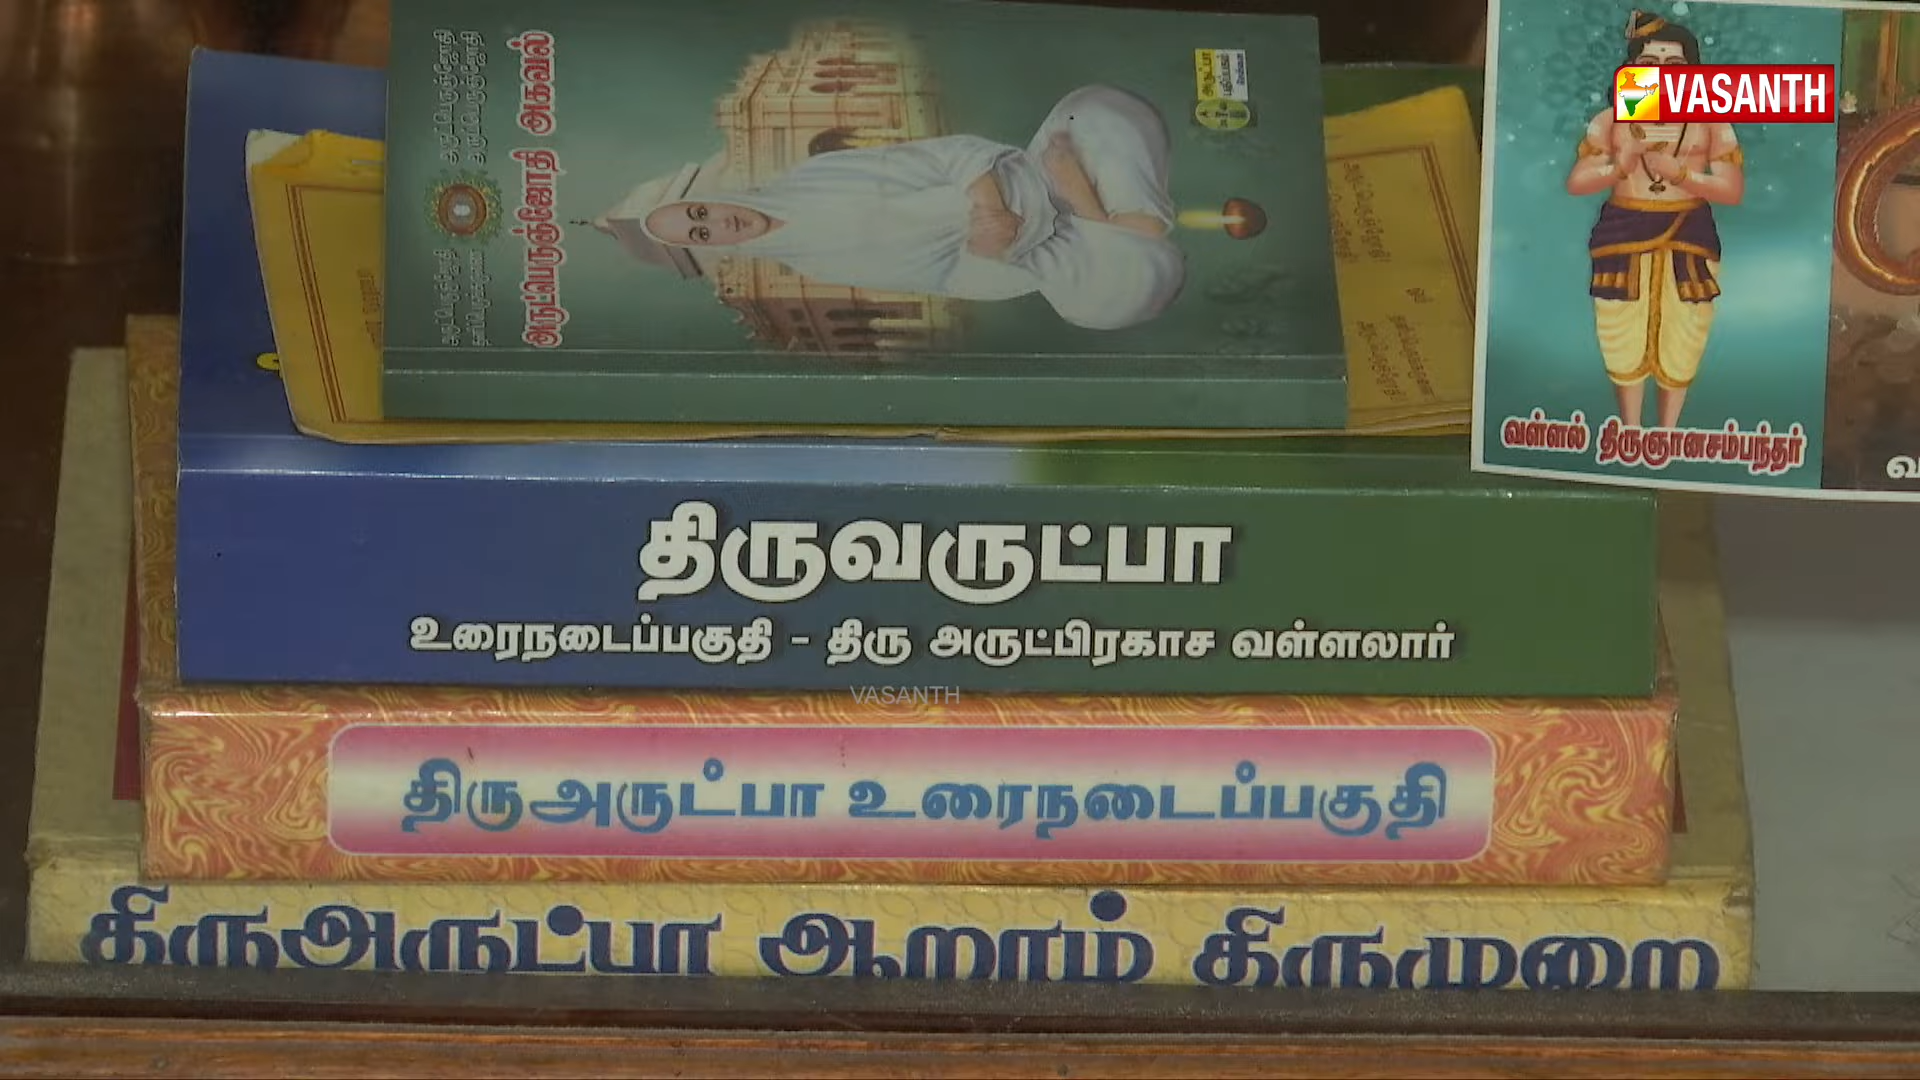 VASANTH
அருட்பெருஞ்ஜோதி அகவல்
வள்ளல் திருஞானசம்பந்தர்
திருவருட்பா
உரைநடைப்பகுதி - திரு அருட்பிரகாச வள்ளலார்
VASANTH
திருஅருட்பா உரைநடைப்பகுதி
திருஅருட்பா ஆறாம் திருமுறை